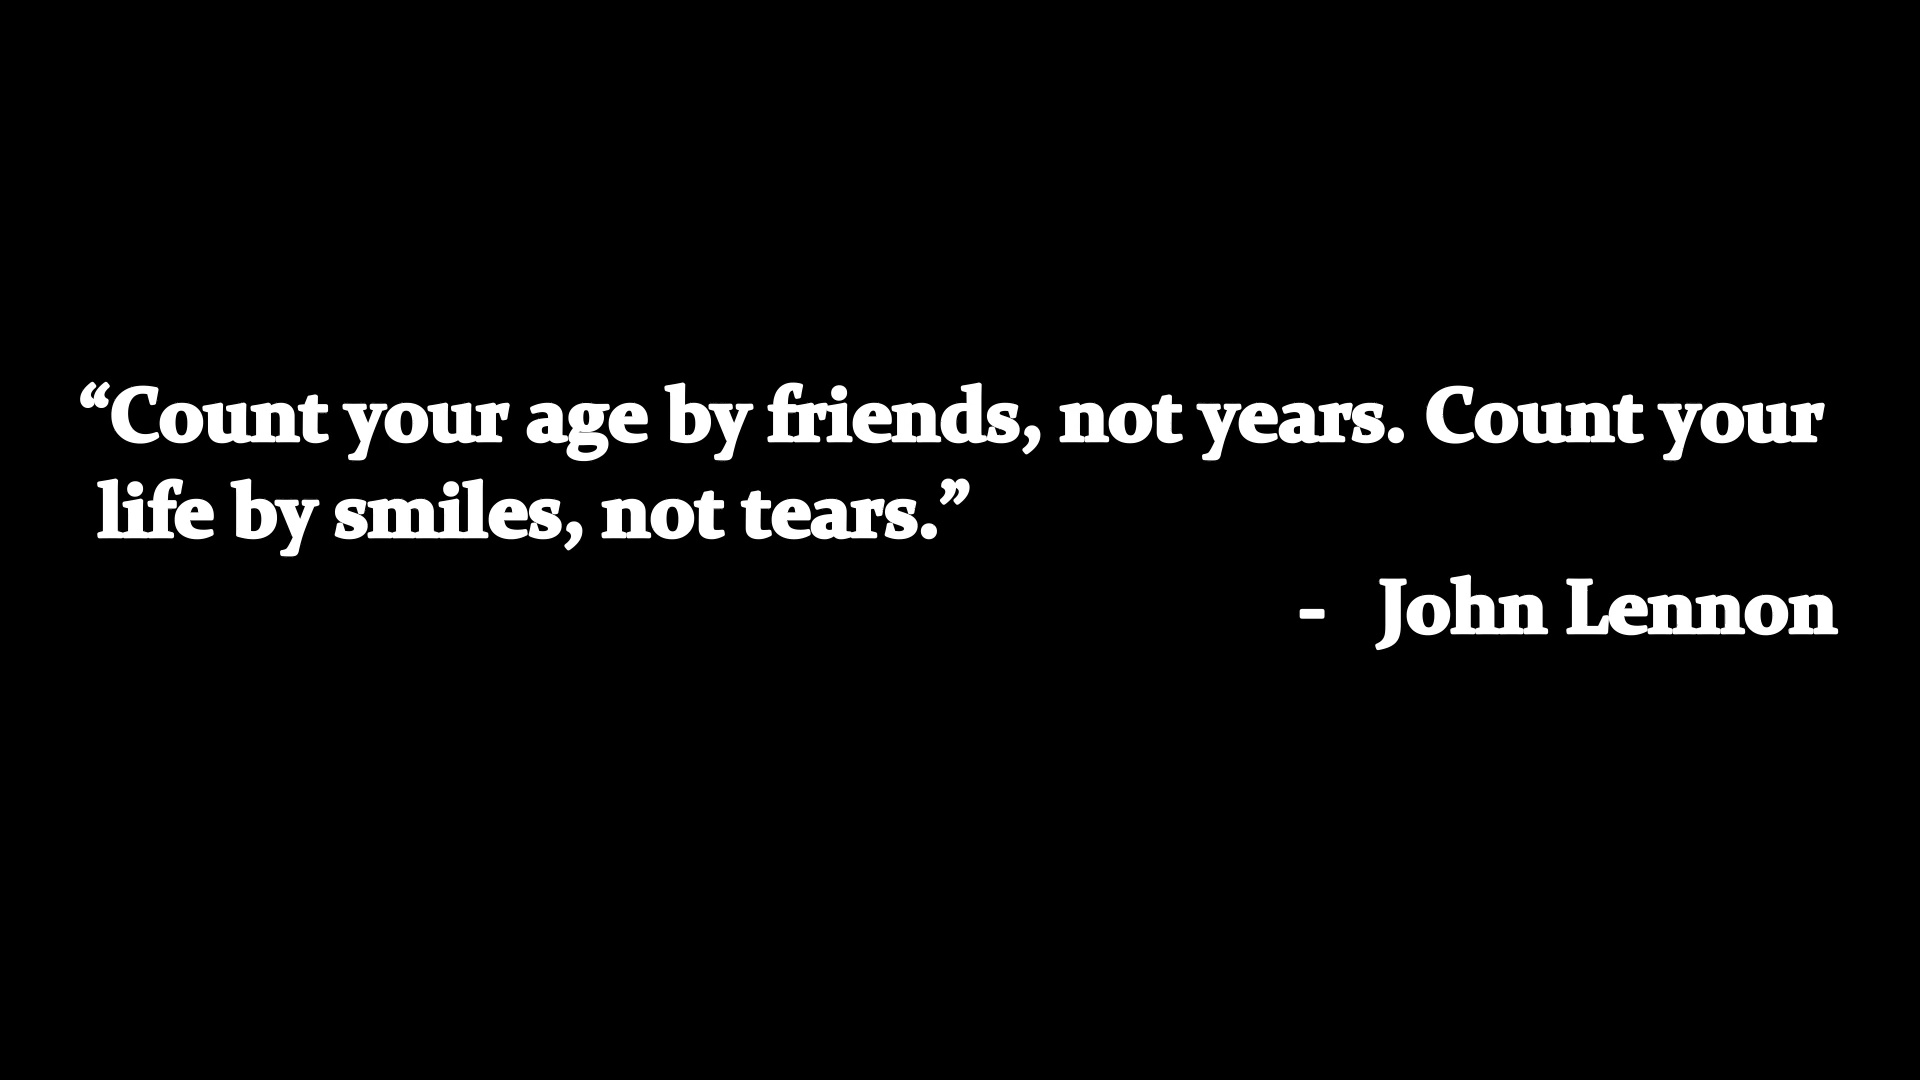 “Count your age by friends, not years. Count your
life by smiles, not tears.”
- John Lennon